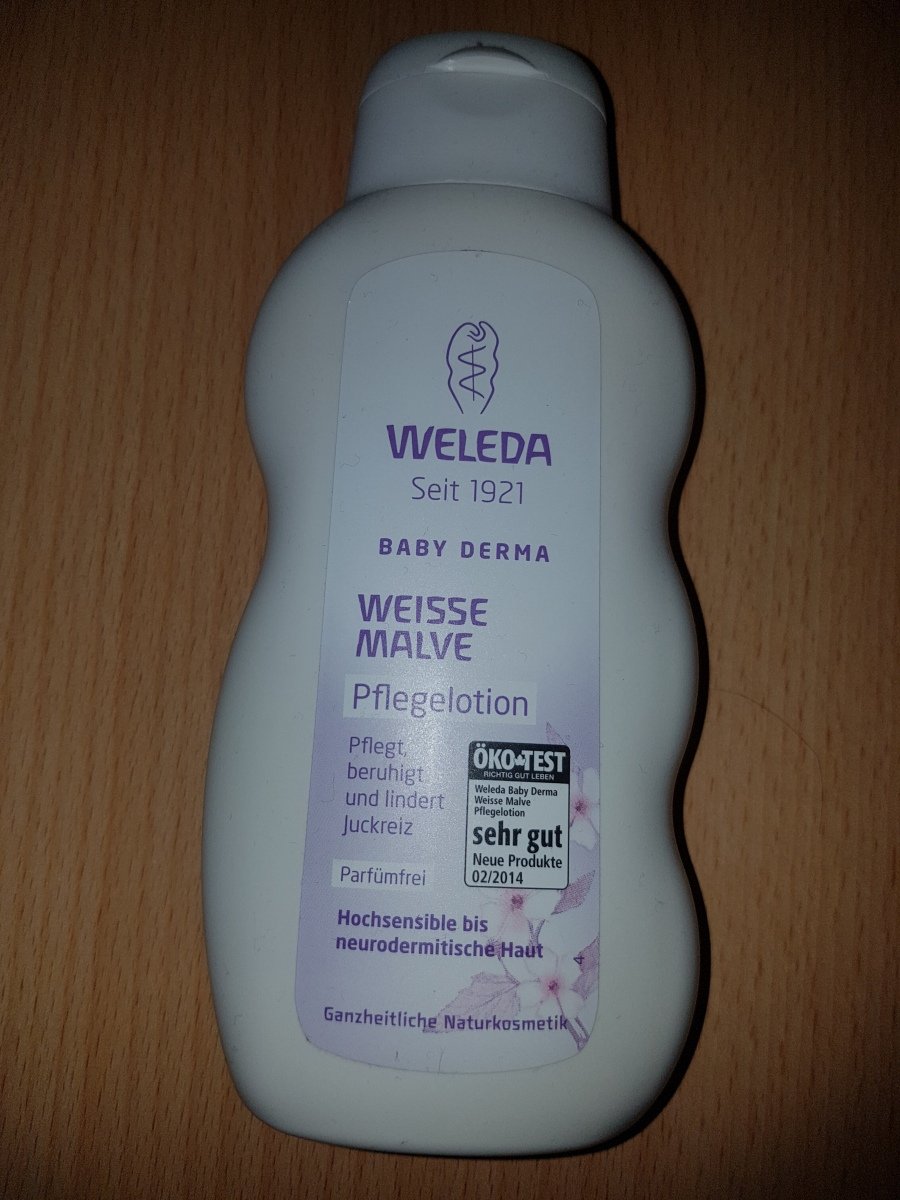 WELEDA
Seit 1921
BABY DERMA
WEISSE
MALVE
Pflegelotion
Pflegt,
beruhigt
und lindert
Juckreiz
ÖKO TEST
RICHTIG GUT LEBEN
Weleda Baby Derma
Weisse Malve
Pflegelotion
sehr gut
Neue Produkte
02/2014
Parfümfrei
Hochsensible bis
neurodermitische Haut
4
Ganzheitliche Naturkosmetik